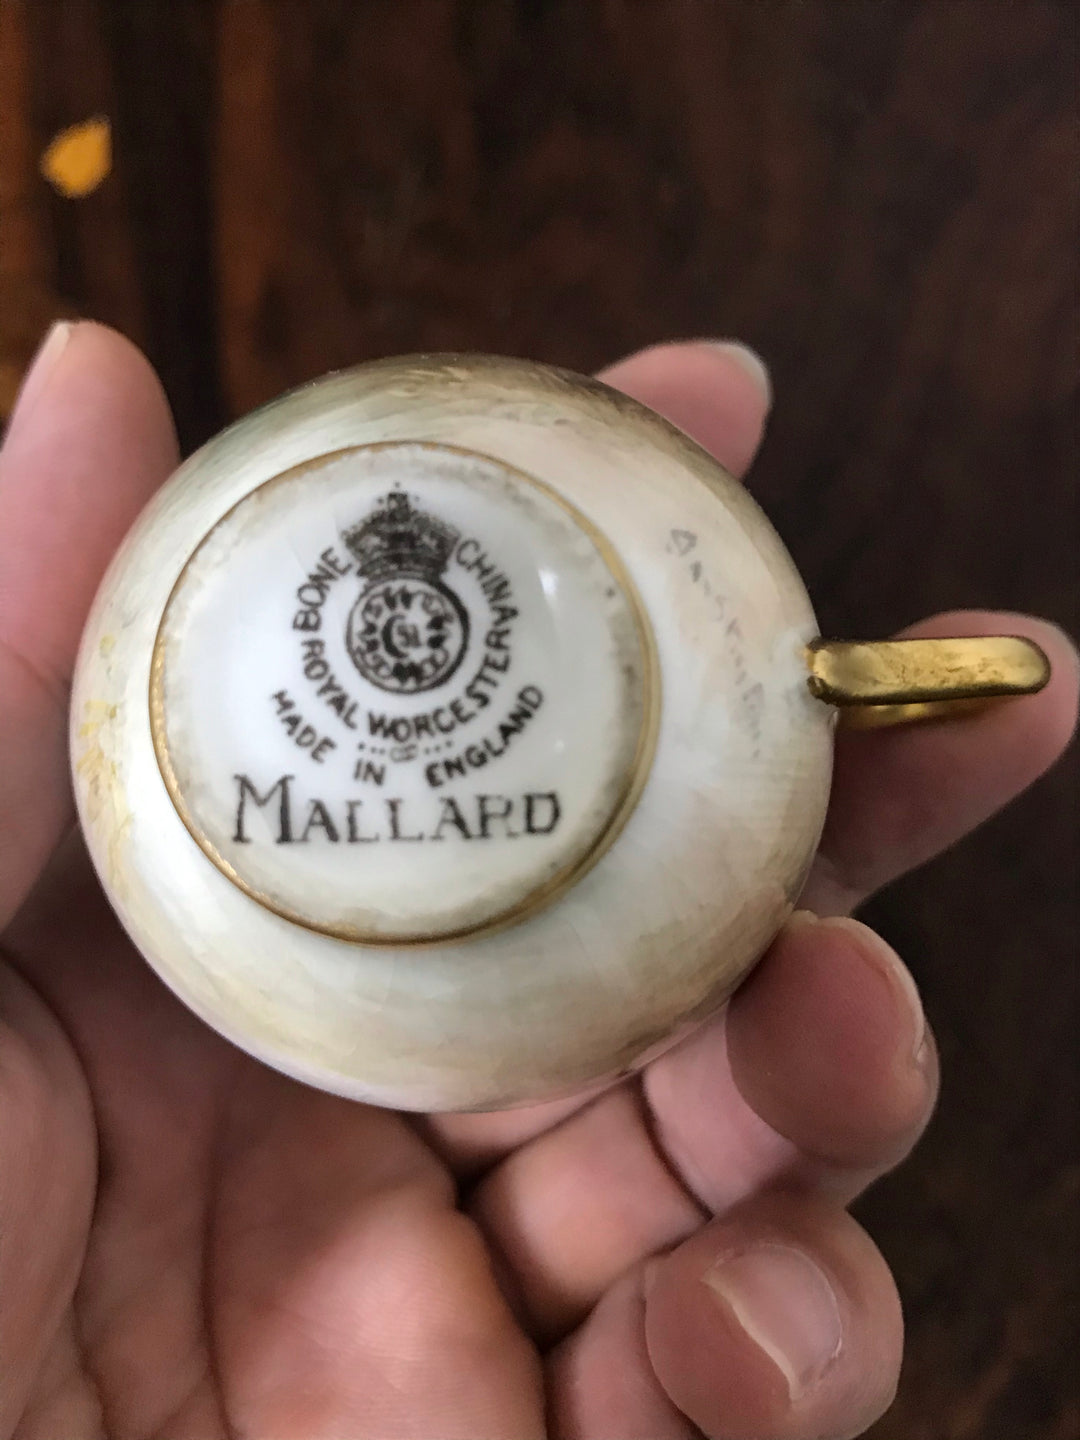 BONE CHINA
ROYAL WORCESTER
MADE IN ENGLAND
MALLARD